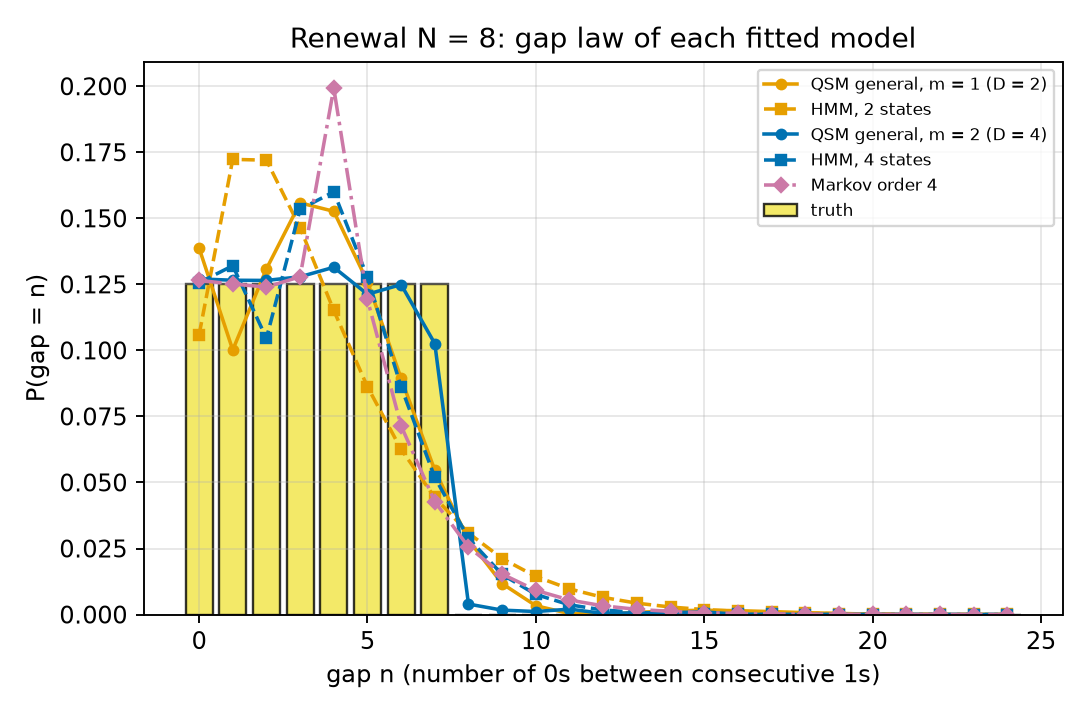 Renewal N = 8: gap law of each fitted model
P(gap = n)
0.200
0.175
0.150
0.125
0.100
0.075
0.050
0.025
0.000
QSM general, m = 1 (D = 2)
HMM, 2 states
QSM general, m = 2 (D = 4)
HMM, 4 states
Markov order 4
truth
0 5 10 15 20 25
gap n (number of 0s between consecutive 1s)